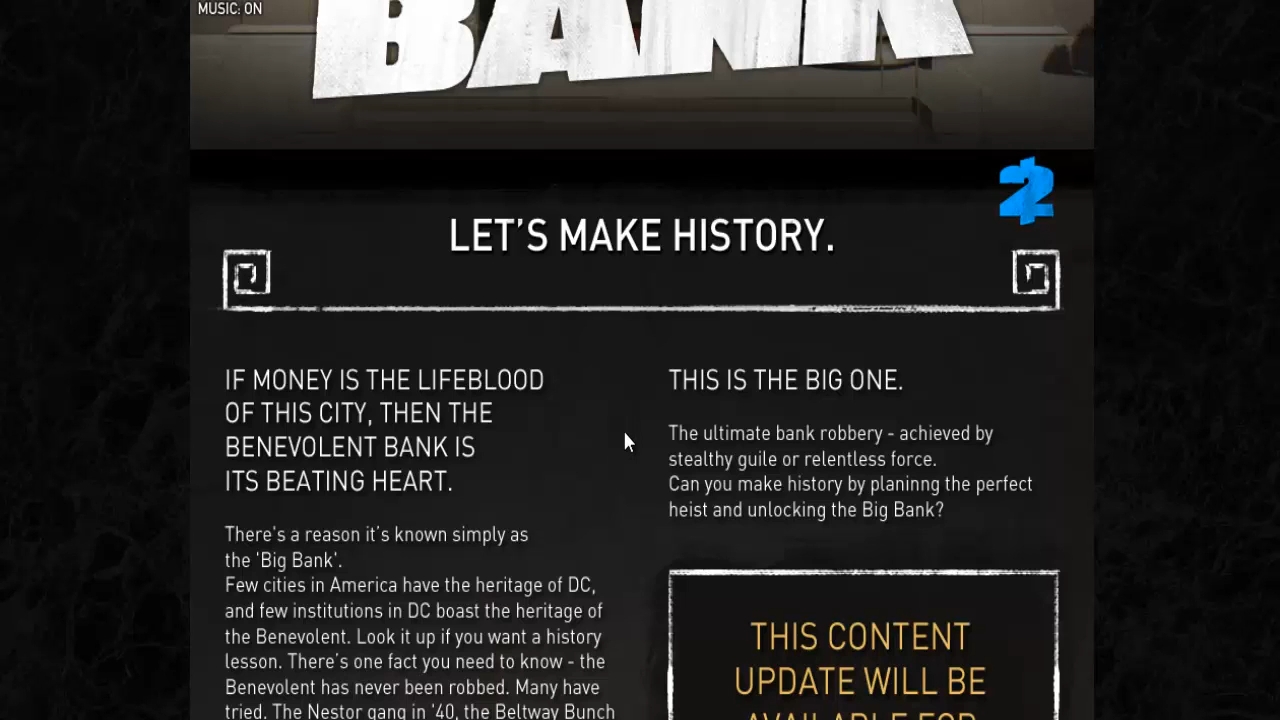 MUSIC: ON
BANK
2
LET’S MAKE HISTORY.
IF MONEY IS THE LIFEBLOOD
OF THIS CITY, THEN THE
BENEVOLENT BANK IS
ITS BEATING HEART.
There's a reason it’s known simply as
the 'Big Bank'.
Few cities in America have the heritage of DC,
and few institutions in DC boast the heritage of
the Benevolent. Look it up if you want a history
lesson. There’s one fact you need to know - the
Benevolent has never been robbed. Many have
tried. The Nestor gang in '40, the Beltway Bunch
THIS IS THE BIG ONE.
The ultimate bank robbery - achieved by
stealthy guile or relentless force.
Can you make history by planinng the perfect
heist and unlocking the Big Bank?
THIS CONTENT
UPDATE WILL BE
AVAILABLE FOR